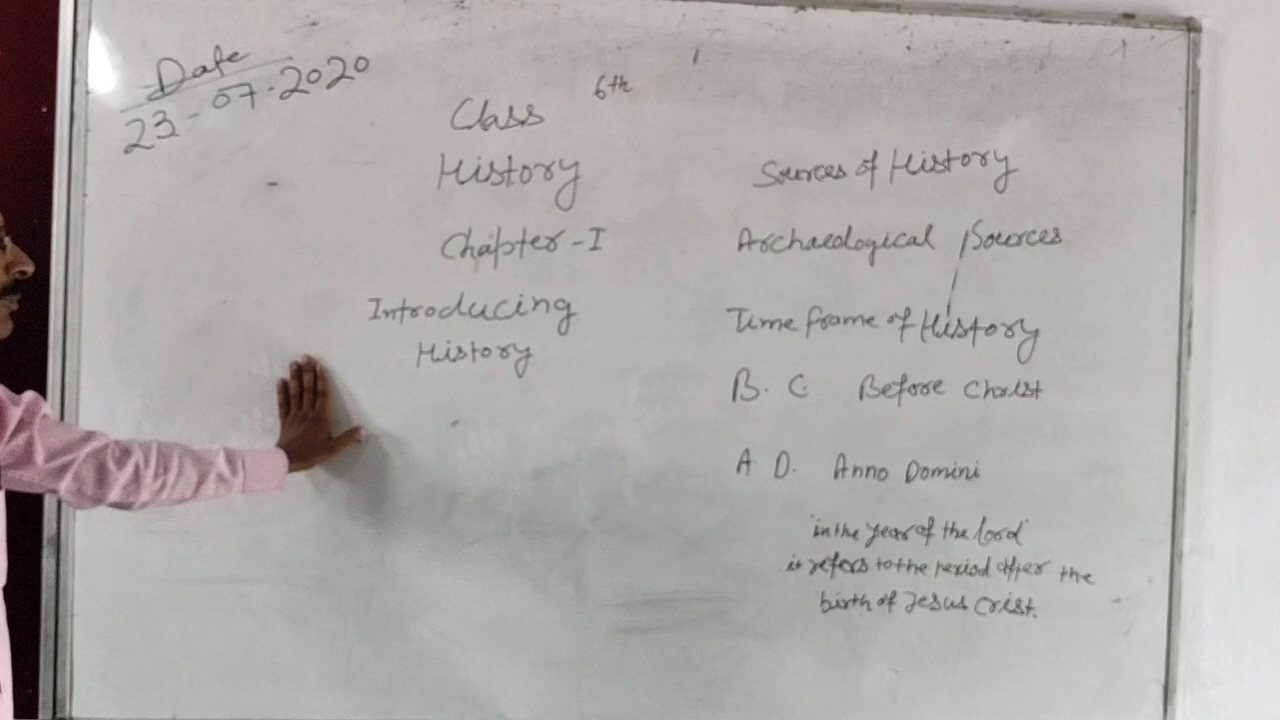 Date
23-07-2020
Class 6th
History
Chapter-I
Introducing
History
Sources of History
Archaeological Sources
Time frame of History
B. C. Before Christ
A D. Anno Domini
'in the year of the lord'
it refers to the period after the
birth of Jesus Crist.